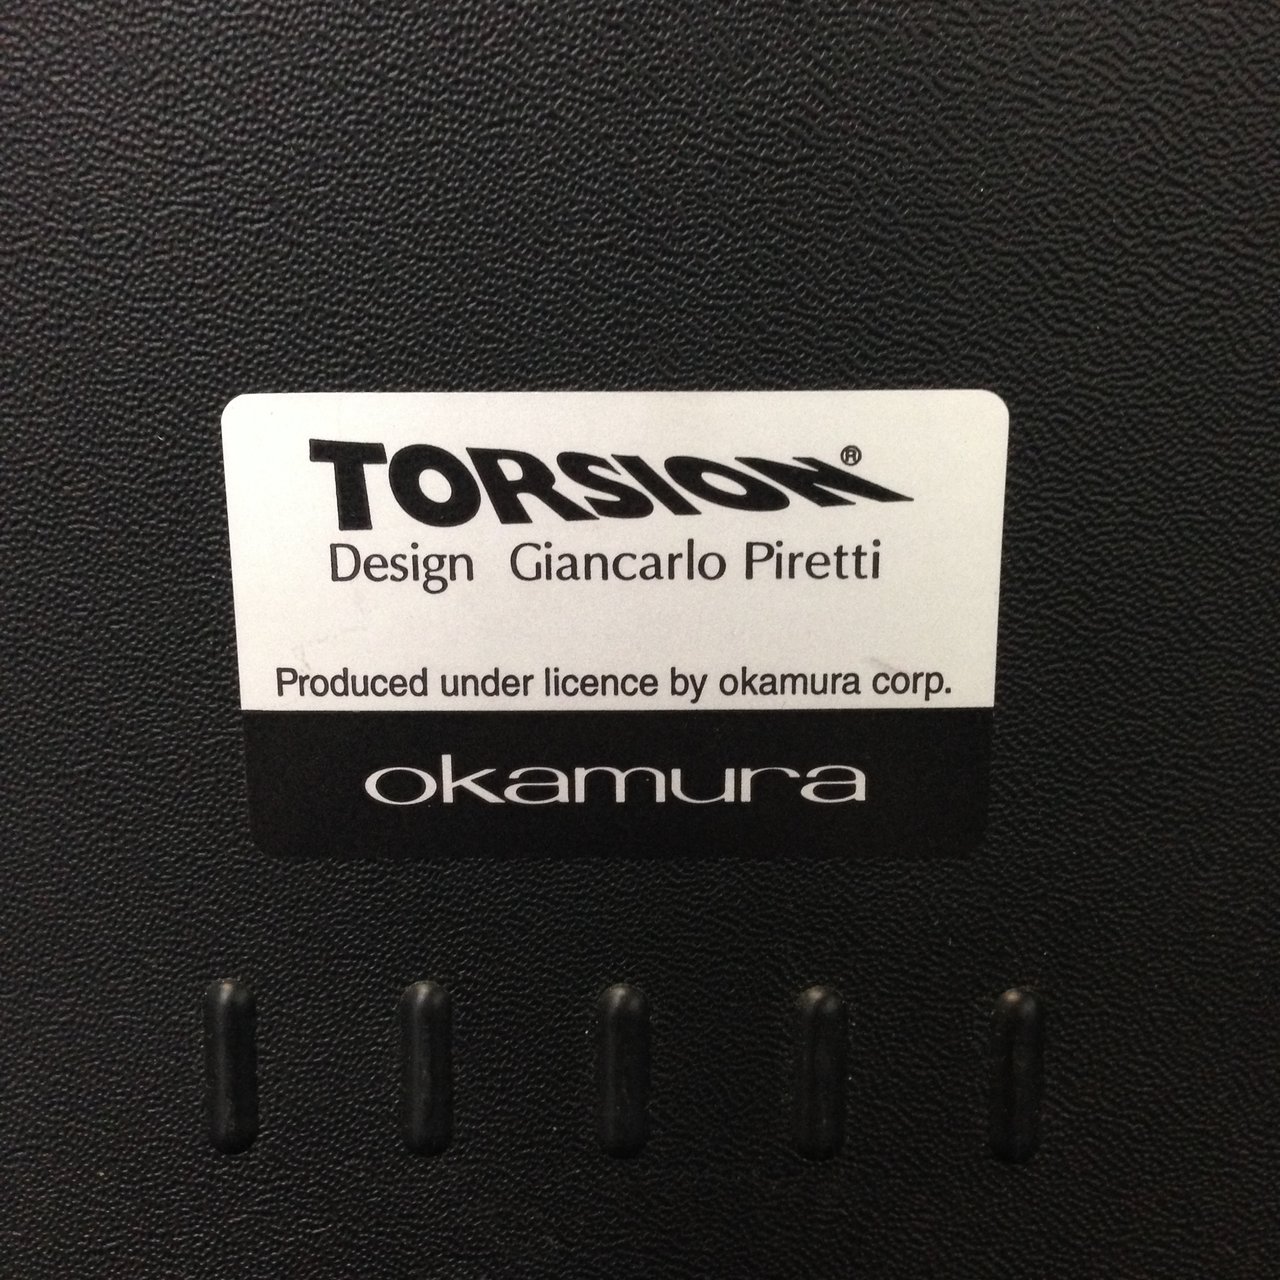 TORSION®
Design Giancarlo Piretti
Produced under licence by okamura corp.
okamura